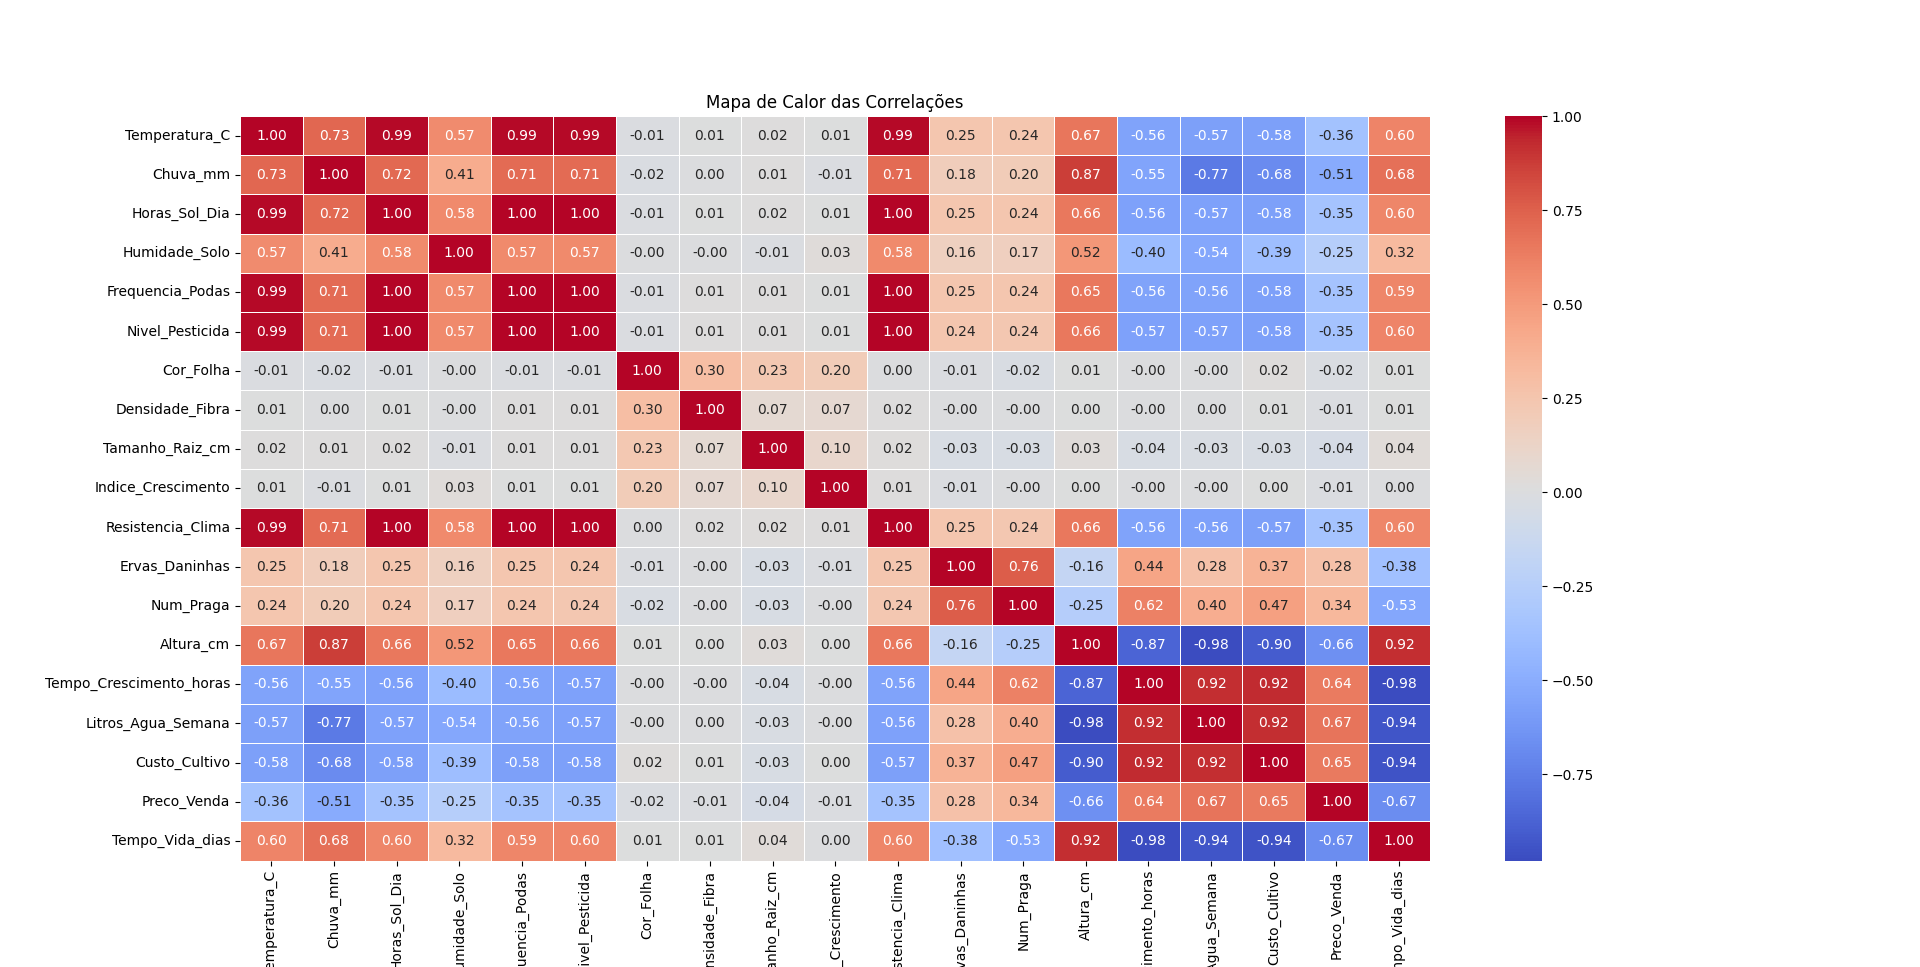 Mapa de Calor das Correlações
Temperatura_C 1.00 0.73 0.99 0.57 0.99 0.99 -0.01 0.01 0.02 0.01 0.99 0.25 0.24 0.67 -0.56 -0.57 -0.58 -0.36 0.60
Chuva_mm 0.73 1.00 0.72 0.41 0.71 0.71 -0.02 0.00 0.01 -0.01 0.71 0.18 0.20 0.87 -0.55 -0.77 -0.68 -0.51 0.68
Horas_Sol_Dia 0.99 0.72 1.00 0.58 1.00 1.00 -0.01 0.01 0.02 0.01 1.00 0.25 0.24 0.66 -0.56 -0.57 -0.58 -0.35 0.60
Humidade_Solo 0.57 0.41 0.58 1.00 0.57 0.57 -0.00 -0.00 -0.01 0.03 0.58 0.16 0.17 0.52 -0.40 -0.54 -0.39 -0.25 0.32
Frequencia_Podas 0.99 0.71 1.00 0.57 1.00 1.00 -0.01 0.01 0.01 0.01 1.00 0.25 0.24 0.65 -0.56 -0.56 -0.58 -0.35 0.59
Nivel_Pesticida 0.99 0.71 1.00 0.57 1.00 1.00 -0.01 0.01 0.01 0.01 1.00 0.24 0.24 0.66 -0.57 -0.57 -0.58 -0.35 0.60
Cor_Folha -0.01 -0.02 -0.01 -0.00 -0.01 -0.01 1.00 0.30 0.23 0.20 0.00 -0.01 -0.02 0.01 -0.00 -0.00 0.02 -0.02 0.01
Densidade_Fibra 0.01 0.00 0.01 -0.00 0.01 0.01 0.30 1.00 0.07 0.07 0.02 -0.00 -0.00 0.00 -0.00 0.00 0.01 -0.01 0.01
Tamanho_Raiz_cm 0.02 0.01 0.02 -0.01 0.01 0.01 0.23 0.07 1.00 0.10 0.02 -0.03 -0.03 0.03 -0.04 -0.03 -0.03 -0.04 0.04
Indice_Crescimento 0.01 -0.01 0.01 0.03 0.01 0.01 0.20 0.07 0.10 1.00 0.01 -0.01 -0.00 0.00 -0.00 -0.00 0.00 -0.01 0.00
Resistencia_Clima 0.99 0.71 1.00 0.58 1.00 1.00 0.00 0.02 0.02 0.01 1.00 0.25 0.24 0.66 -0.56 -0.56 -0.57 -0.35 0.60
Ervas_Daninhas 0.25 0.18 0.25 0.16 0.25 0.24 -0.01 -0.00 -0.03 -0.01 0.25 1.00 0.76 -0.16 0.44 0.28 0.37 0.28 -0.38
Num_Praga 0.24 0.20 0.24 0.17 0.24 0.24 -0.02 -0.00 -0.03 -0.00 0.24 0.76 1.00 -0.25 0.62 0.40 0.47 0.34 -0.53
Altura_cm 0.67 0.87 0.66 0.52 0.65 0.66 0.01 0.00 0.03 0.00 0.66 -0.16 -0.25 1.00 -0.87 -0.98 -0.90 -0.66 0.92
Tempo_Crescimento_horas -0.56 -0.55 -0.56 -0.40 -0.56 -0.57 -0.00 -0.00 -0.04 -0.00 -0.56 0.44 0.62 -0.87 1.00 0.92 0.92 0.64 -0.98
Litros_Agua_Semana -0.57 -0.77 -0.57 -0.54 -0.56 -0.57 -0.00 0.00 -0.03 -0.00 -0.56 0.28 0.40 -0.98 0.92 1.00 0.92 0.67 -0.94
Custo_Cultivo -0.58 -0.68 -0.58 -0.39 -0.58 -0.58 0.02 0.01 -0.03 0.00 -0.57 0.37 0.47 -0.90 0.92 0.92 1.00 0.65 -0.94
Preco_Venda -0.36 -0.51 -0.35 -0.25 -0.35 -0.35 -0.02 -0.01 -0.04 -0.01 -0.35 0.28 0.34 -0.66 0.64 0.67 0.65 1.00 -0.67
Tempo_Vida_dias 0.60 0.68 0.60 0.32 0.59 0.60 0.01 0.01 0.04 0.00 0.60 -0.38 -0.53 0.92 -0.98 -0.94 -0.94 -0.67 1.00
emperatura_C
Chuva_mm
Horas_Sol_Dia
umidade_Solo
uencia_Podas
ivel_Pesticida
Cor_Folha
nsidade_Fibra
anho_Raiz_cm
_Crescimento
stencia_Clima
vas_Daninhas
Num_Praga
Altura_cm
imento_horas
Agua_Semana
Custo_Cultivo
Preco_Venda
mpo_Vida_dias
1.00
0.75
0.50
0.25
0.00
−0.25
−0.50
−0.75